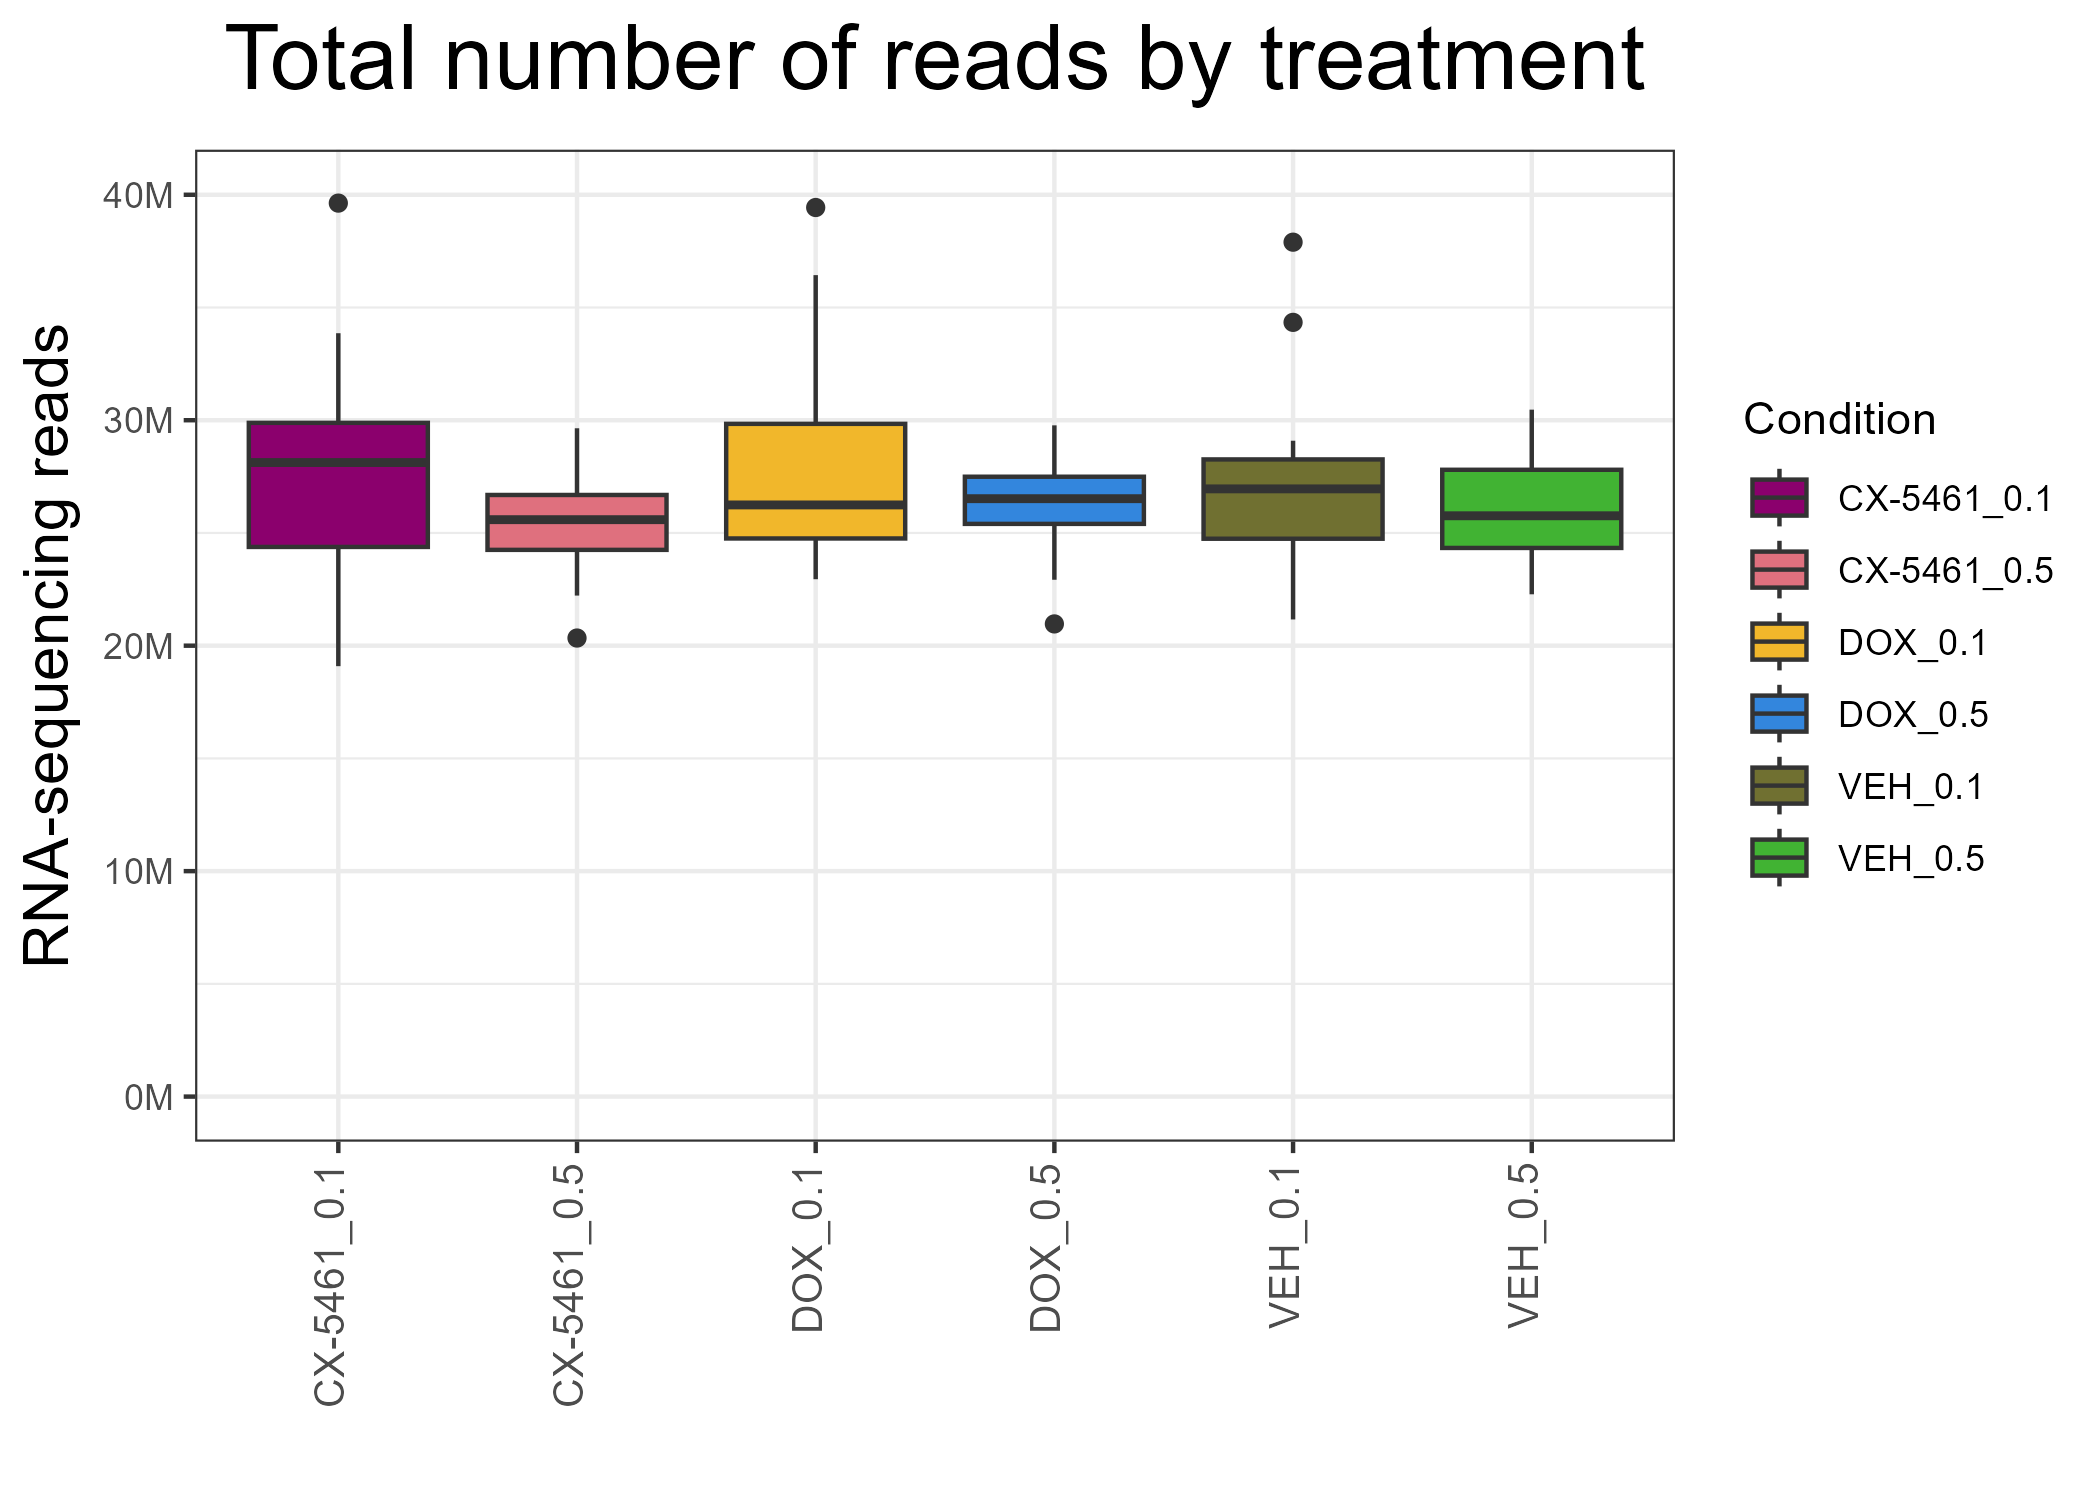 Total number of reads by treatment
RNA-sequencing reads
40M
30M
20M
10M
0M
CX-5461_0.1
CX-5461_0.5
DOX_0.1
DOX_0.5
VEH_0.1
VEH_0.5
Condition
CX-5461_0.1
CX-5461_0.5
DOX_0.1
DOX_0.5
VEH_0.1
VEH_0.5